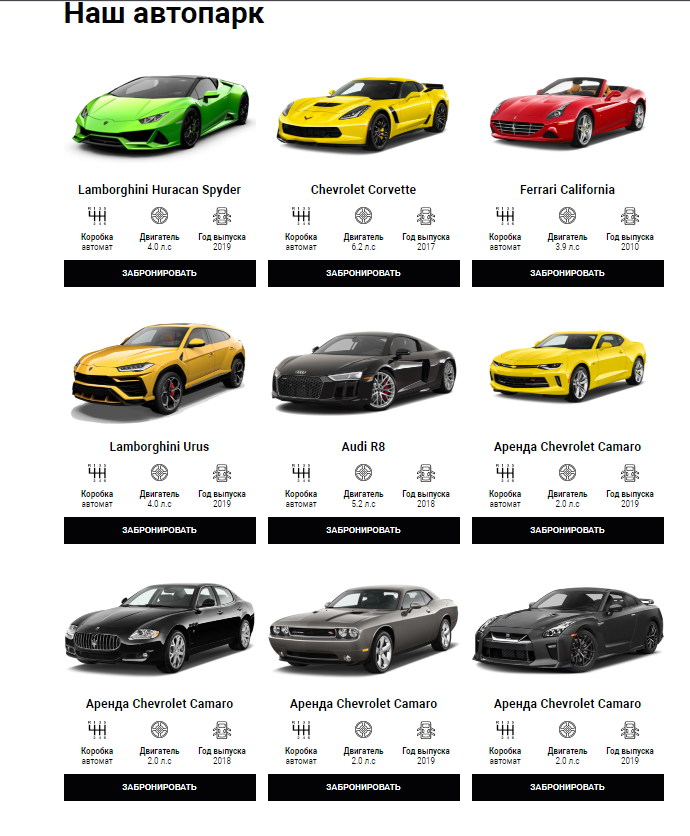 Наш автопарк
Lamborghini Huracan Spyder
Chevrolet Corvette
Ferrari California
Коробка Двигатель Год выпуска
автомат 4.0 л.с 2019
Коробка Двигатель Год выпуска
автомат 6.2 л.с 2017
Коробка Двигатель Год выпуска
автомат 3.9 л.с 2010
ЗАБРОНИРОВАТЬ
ЗАБРОНИРОВАТЬ
ЗАБРОНИРОВАТЬ
Lamborghini Urus
Audi R8
Аренда Chevrolet Camaro
Коробка Двигатель Год выпуска
автомат 4.0 л.с 2019
Коробка Двигатель Год выпуска
автомат 5.2 л.с 2018
Коробка Двигатель Год выпуска
автомат 2.0 л.с 2019
ЗАБРОНИРОВАТЬ
ЗАБРОНИРОВАТЬ
ЗАБРОНИРОВАТЬ
Аренда Chevrolet Camaro
Аренда Chevrolet Camaro
Аренда Chevrolet Camaro
Коробка Двигатель Год выпуска
автомат 2.0 л.с 2018
Коробка Двигатель Год выпуска
автомат 2.0 л.с 2019
Коробка Двигатель Год выпуска
автомат 2.0 л.с 2019
ЗАБРОНИРОВАТЬ
ЗАБРОНИРОВАТЬ
ЗАБРОНИРОВАТЬ